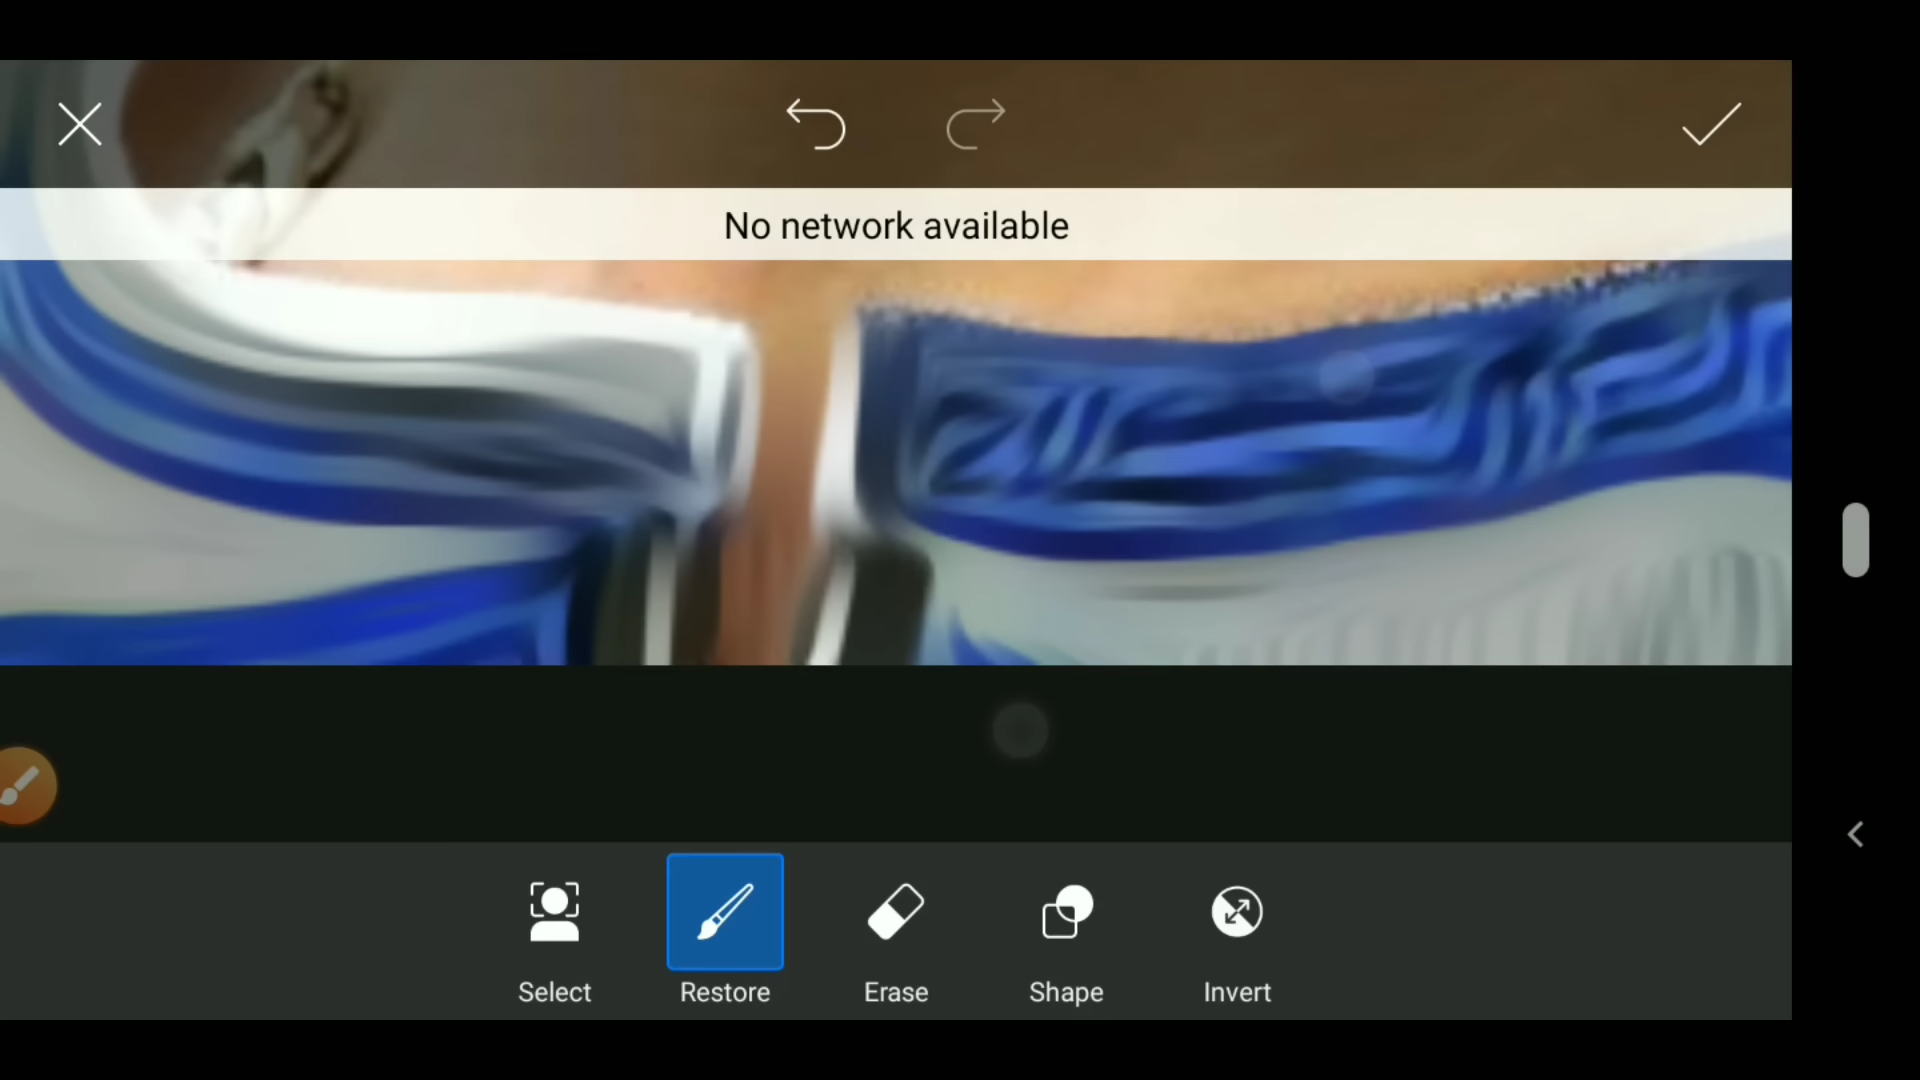 No network available
Select
Restore
Erase
Shape
Invert